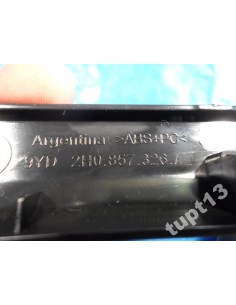 Argentina >ABS+PC<
9YD 2H0.857.326.A
tupt13